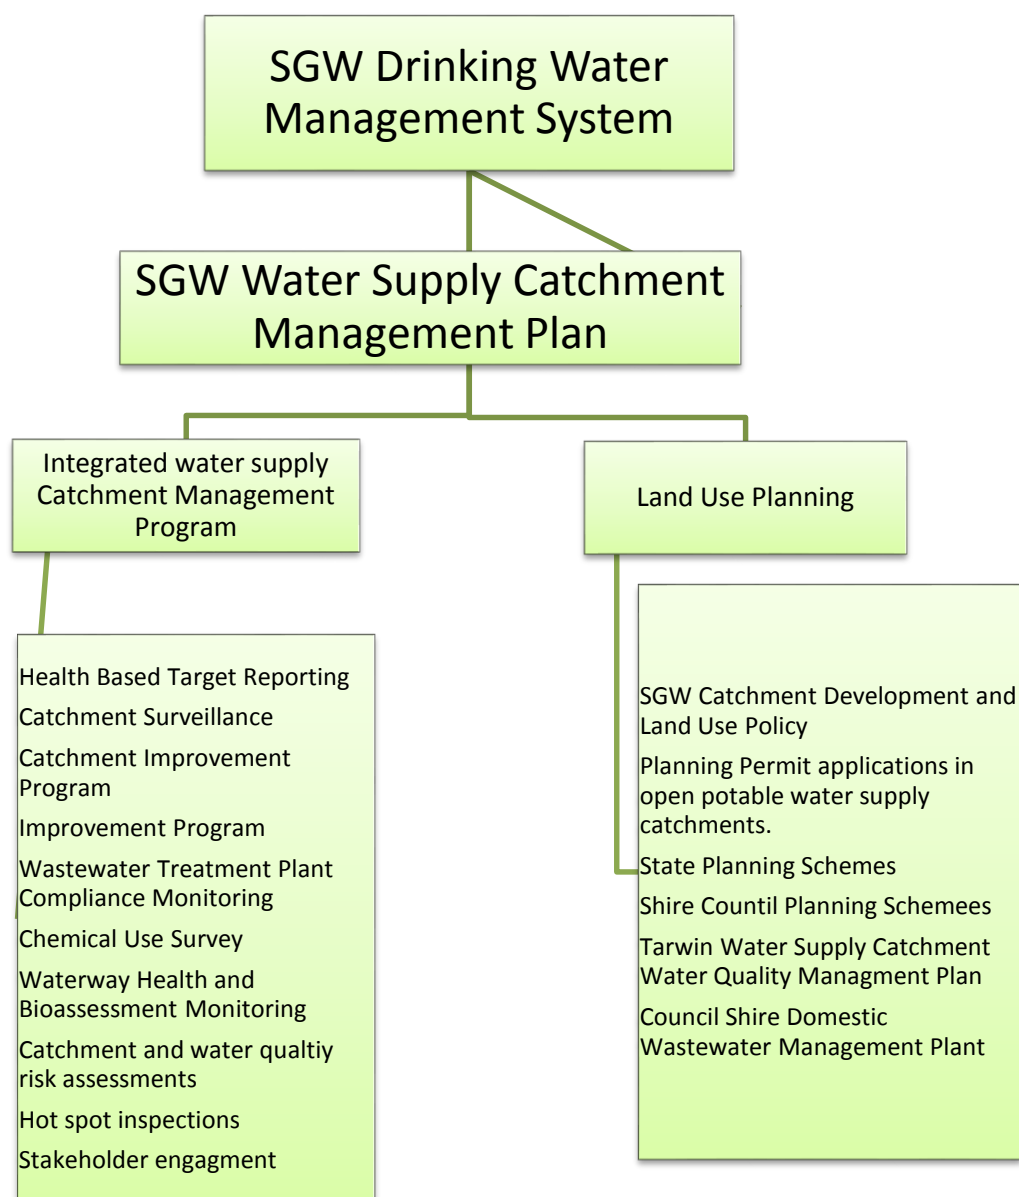 SGW Drinking Water
Management System
SGW Water Supply Catchment
Management Plan
Integrated water supply
Catchment Management
Program
Land Use Planning
Health Based Target Reporting
Catchment Surveillance
Catchment Improvement
Program
Improvement Program
Wastewater Treatment Plant
Compliance Monitoring
Chemical Use Survey
Waterway Health and
Bioassessment Monitoring
Catchment and water qualtiy
risk assessments
Hot spot inspections
Stakeholder engagment
SGW Catchment Development and
Land Use Policy
Planning Permit applications in
open potable water supply
catchments.
State Planning Schemes
Shire Countil Planning Schemees
Tarwin Water Supply Catchment
Water Quality Managment Plan
Council Shire Domestic
Wastewater Management Plant